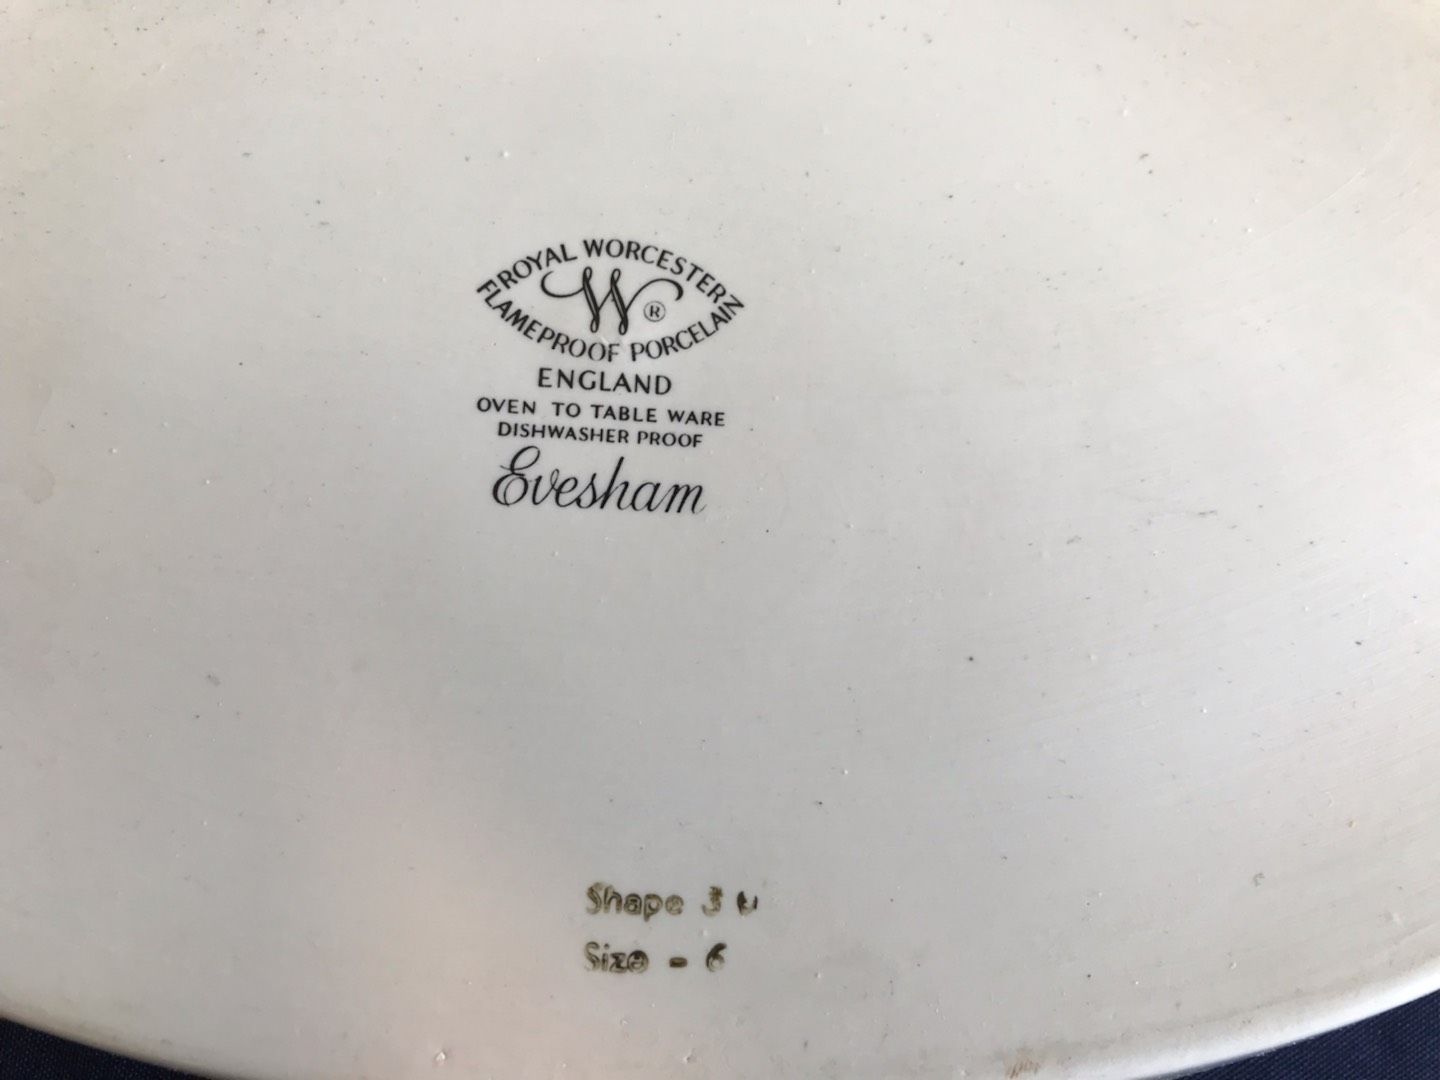 ROYAL WORCESTER
W®
FLAMEPROOF PORCELAIN
ENGLAND
OVEN TO TABLE WARE
DISHWASHER PROOF
Evesham
Shape 3
Size - 6